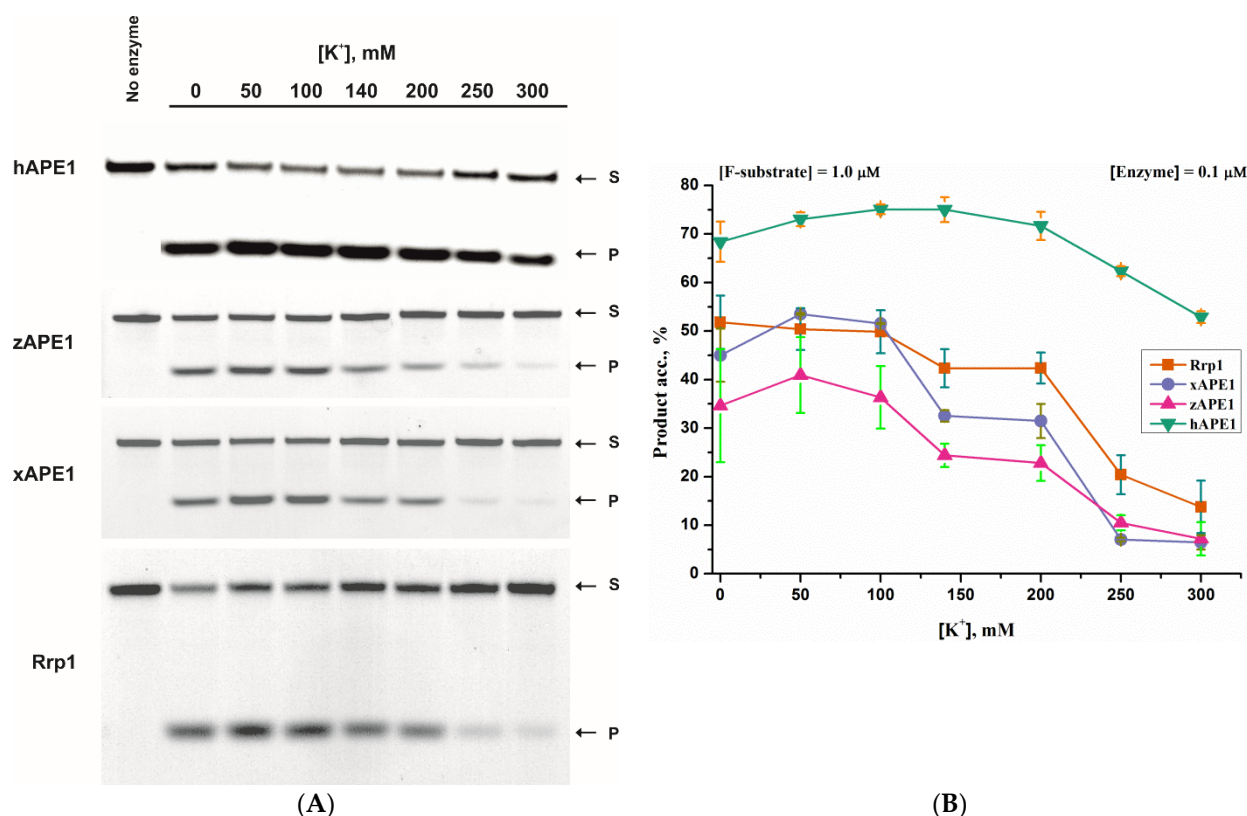 No enzyme
[K⁺], mM
0 50 100 140 200 250 300
hAPE1
← S
← P
zAPE1
← S
← P
xAPE1
← S
← P
Rrp1
← S
← P
(A)
[F-substrate] = 1.0 μM [Enzyme] = 0.1 μM
Product acc., %
80
70
60
50
40
30
20
10
0
Rrp1
xAPE1
zAPE1
hAPE1
0 50 100 150 200 250 300
[K⁺], mM
(B)